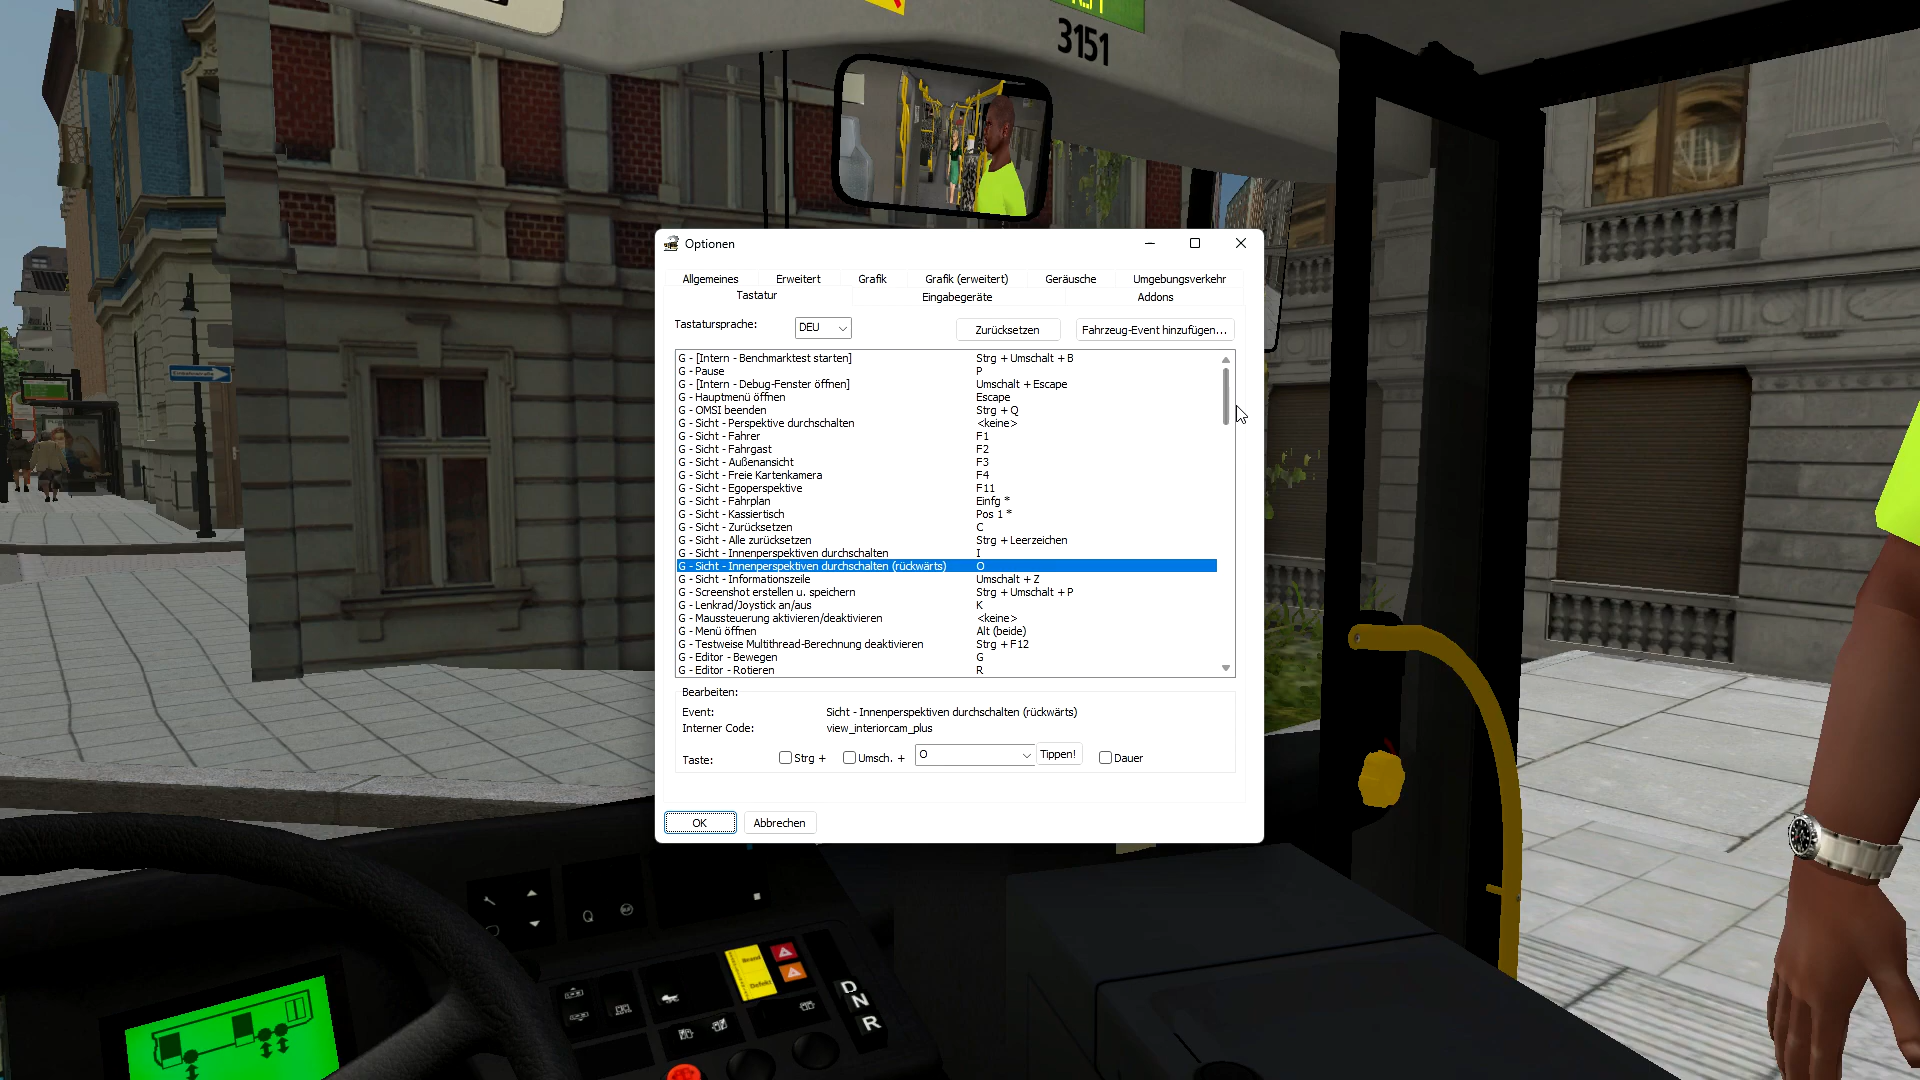 3151
Optionen
Allgemeines Erweitert Grafik Grafik (erweitert) Geräusche Umgebungsverkehr
Tastatur Eingabegeräte Addons
Tastatursprache: DEU Zurücksetzen Fahrzeug-Event hinzufügen...
G - [Intern - Benchmarktest starten] Strg + Umschalt + B
G - Pause P
G - [Intern - Debug-Fenster öffnen] Umschalt + Escape
G - Hauptmenü öffnen Escape
G - OMSI beenden Strg + Q
G - Sicht - Perspektive durchschalten <keine>
G - Sicht - Fahrer F1
G - Sicht - Fahrgast F2
G - Sicht - Außenansicht F3
G - Sicht - Freie Kartenkamera F4
G - Sicht - Egoperspektive F11
G - Sicht - Fahrplan Einfg *
G - Sicht - Kassiertisch Pos 1 *
G - Sicht - Zurücksetzen C
G - Sicht - Alle zurücksetzen Strg + Leerzeichen
G - Sicht - Innenperspektiven durchschalten I
G - Sicht - Innenperspektiven durchschalten (rückwärts) O
G - Sicht - Informationszeile Umschalt + Z
G - Screenshot erstellen u. speichern Strg + Umschalt + P
G - Lenkrad/Joystick an/aus K
G - Maussteuerung aktivieren/deaktivieren <keine>
G - Menü öffnen Alt (beide)
G - Testweise Multithread-Berechnung deaktivieren Strg + F12
G - Editor - Bewegen G
G - Editor - Rotieren R
Bearbeiten:
Event: Sicht - Innenperspektiven durchschalten (rückwärts)
Interner Code: view_interiorcam_plus
Taste: Strg + Umsch. + O Tippen! Dauer
OK Abbrechen
Brand
Defekt
D
N
R